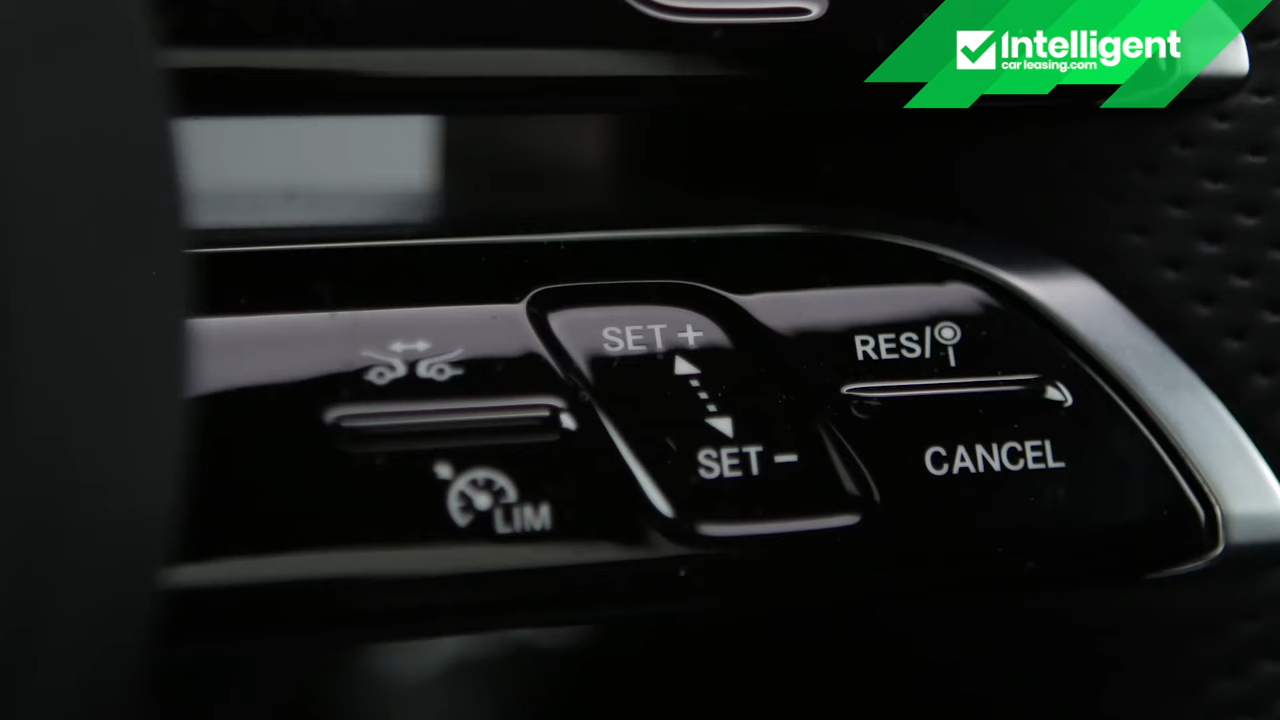 Intelligent
carleasing.com
SET +
RES/
SET -
CANCEL
LIM